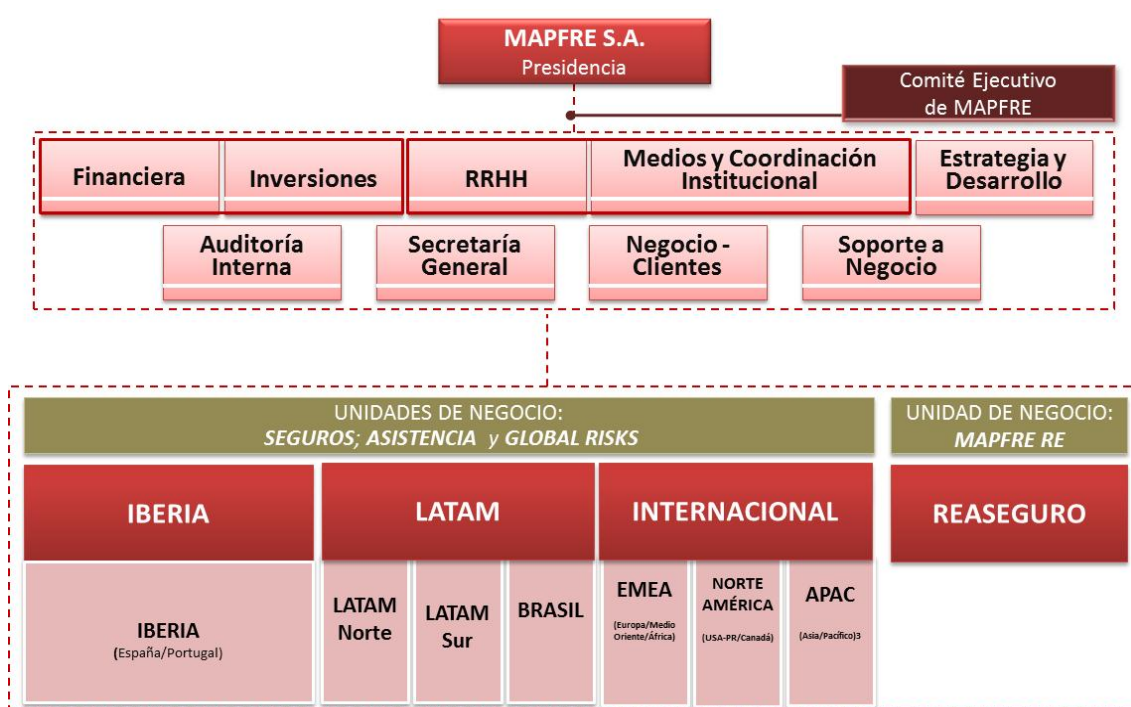 MAPFRE S.A.
Presidencia
Comité Ejecutivo
de MAPFRE
Financiera
Inversiones
RRHH
Medios y Coordinación
Institucional
Estrategia y
Desarrollo
Auditoría
Interna
Secretaría
General
Negocio -
Clientes
Soporte a
Negocio
UNIDADES DE NEGOCIO:
SEGUROS; ASISTENCIA y GLOBAL RISKS
UNIDAD DE NEGOCIO:
MAPFRE RE
IBERIA
LATAM
INTERNACIONAL
REASEGURO
IBERIA
(España/Portugal)
LATAM
Norte
LATAM
Sur
BRASIL
EMEA
(Europa/Medio
Oriente/África)
NORTE
AMÉRICA
(USA-PR/Canadá)
APAC
(Asia/Pacífico)3